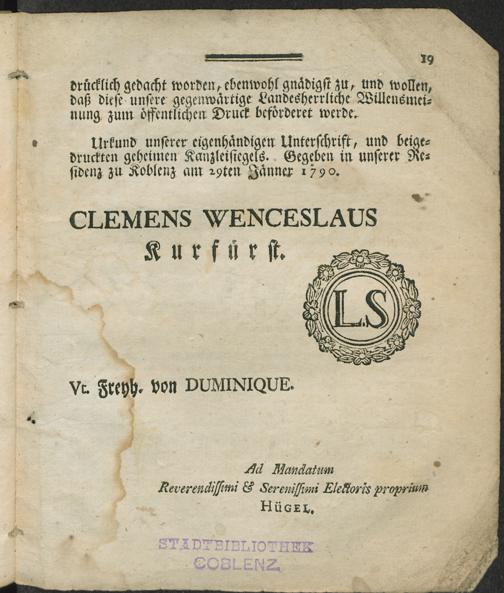 19
drücklich gedacht worden, ebenwohl gnädigst zu, und wollen,
daß diese unsere gegenwärtige Landesherrliche Willensmei-
nung zum öffentlichen Druck beförderet werde.
Urkund unserer eigenhändigen Unterschrift, und beige-
druckten geheimen Kanzleisiegels. Gegeben in unserer Re-
sidenz zu Koblenz am 29ten Jänner 1790.
CLEMENS WENCESLAUS
Kurfürst.
L.S
Vt. Freyh. von DUMINIQUE.
Ad Mandatum
Reverendiſſimi & Sereniſſimi Electoris proprium
HÜGEL.
STADTBIBLIOTHEK
COBLENZ